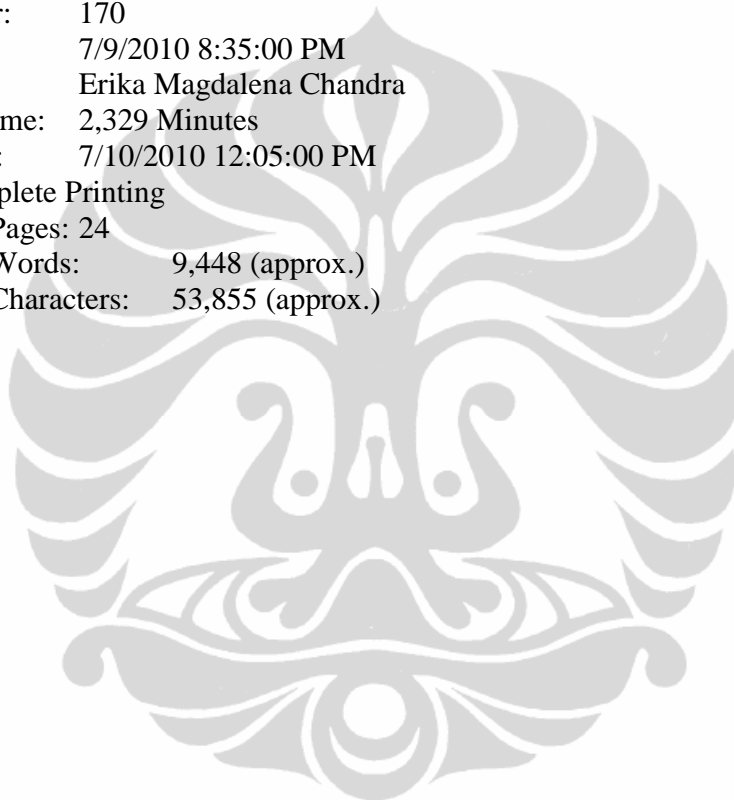 r: 170
7/9/2010 8:35:00 PM
Erika Magdalena Chandra
me: 2,329 Minutes
: 7/10/2010 12:05:00 PM
plete Printing
Pages: 24
Words: 9,448 (approx.)
Characters: 53,855 (approx.)